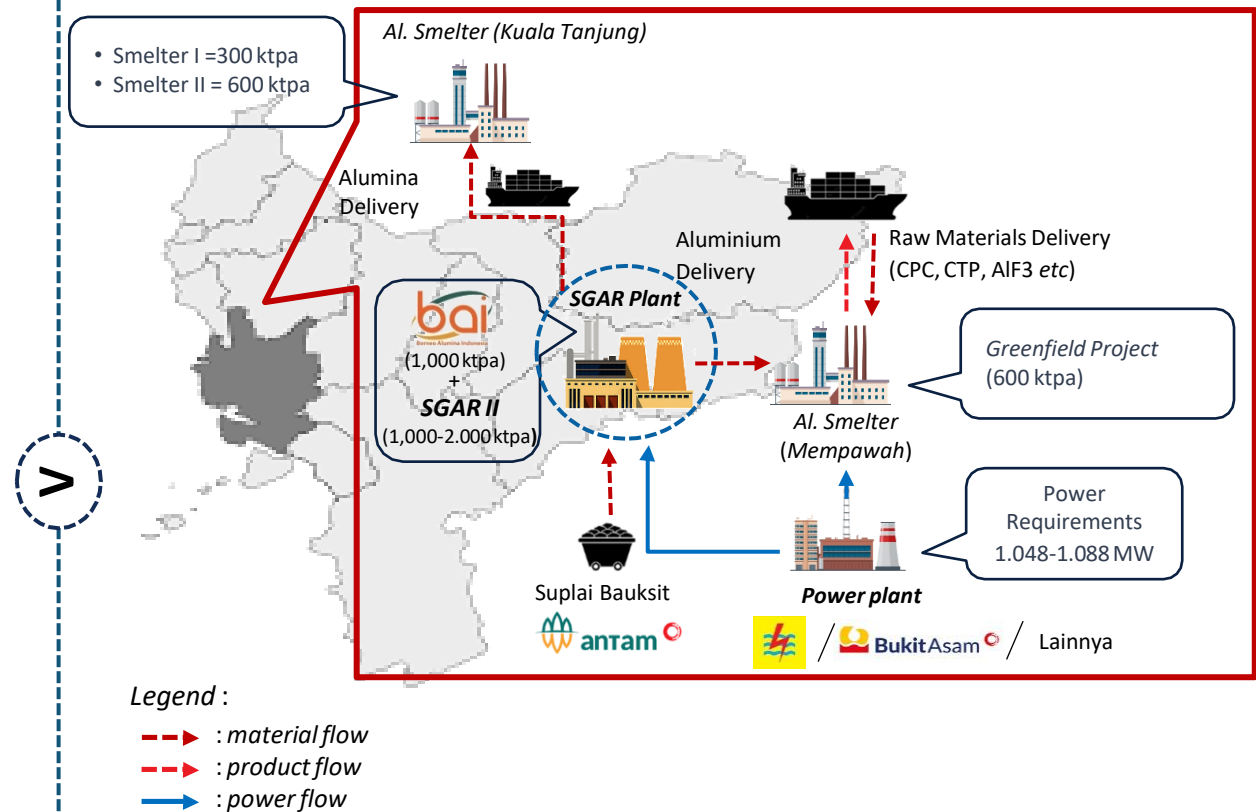 Al. Smelter (Kuala Tanjung)
• Smelter I =300 ktpa
• Smelter II = 600 ktpa
Alumina
Delivery
Aluminium
Delivery
Raw Materials Delivery
(CPC, CTP, AlF3 etc)
SGAR Plant
bai
Borneo Alumina Indonesia
(1,000 ktpa)
+
SGAR II
(1,000-2.000 ktpa)
Greenfield Project
(600 ktpa)
Al. Smelter
(Mempawah)
>
Power
Requirements
1.048-1.088 MW
Suplai Bauksit
antam
Power plant
/ BukitAsam / Lainnya
Legend :
: material flow
: product flow
: power flow